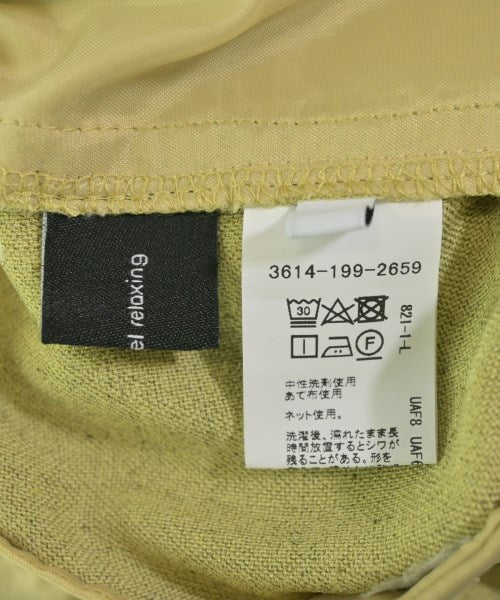 el relaxing
3614-199-2659
30
F
821-1-L
中性洗剤使用
あて布使用
ネット使用。
洗濯後、濡れたまま長
時間放置するとシワが
残ることがある。形を
UAF8 UAF6